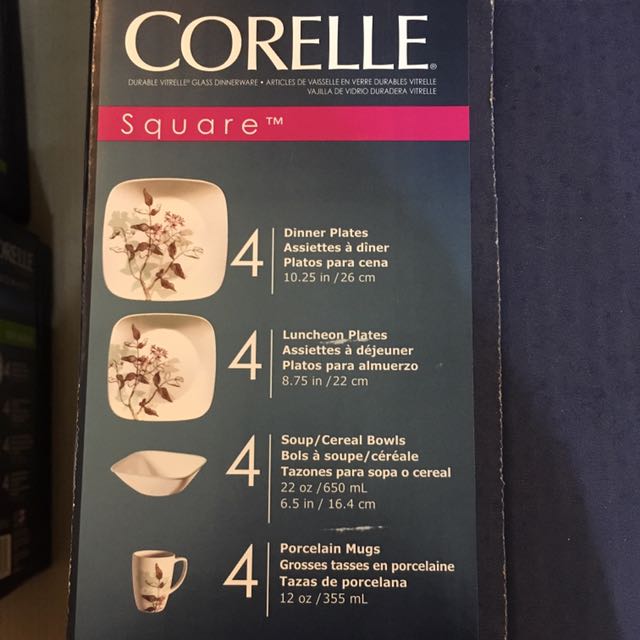 CORELLE®
DURABLE VITRELLE® GLASS DINNERWARE • ARTICLES DE VAISSELLE EN VERRE DURABLES VITRELLE
VAJILLA DE VIDRIO DURADERA VITRELLE
Square™
4
Dinner Plates
Assiettes à dîner
Platos para cena
10.25 in / 26 cm
4
Luncheon Plates
Assiettes à déjeuner
Platos para almuerzo
8.75 in / 22 cm
4
Soup/Cereal Bowls
Bols à soupe/céréale
Tazones para sopa o cereal
22 oz / 650 mL
6.5 in / 16.4 cm
4
Porcelain Mugs
Grosses tasses en porcelaine
Tazas de porcelana
12 oz / 355 mL